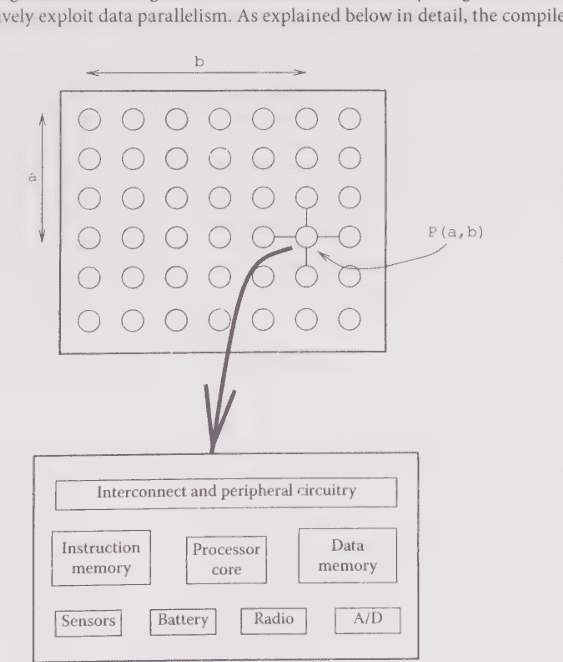 ively exploit data parallelism. As explained below in detail, the compile
b
a
P(a,b)
Interconnect and peripheral circuitry
Instruction
memory
Processor
core
Data
memory
Sensors
Battery
Radio
A/D